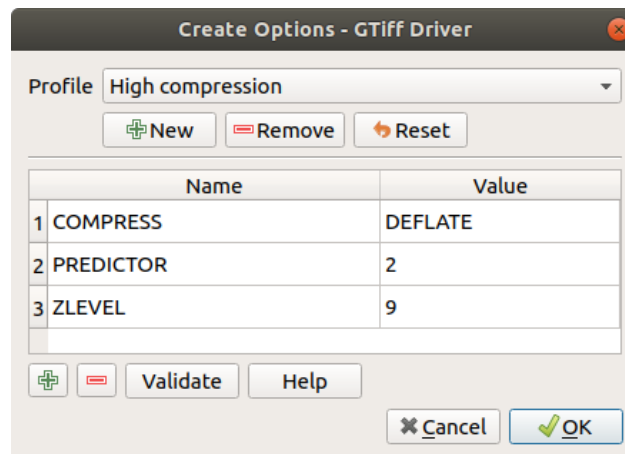 Create Options - GTiff Driver
Profile High compression
New Remove Reset
Name Value
1 COMPRESS DEFLATE
2 PREDICTOR 2
3 ZLEVEL 9
Validate Help
Cancel OK